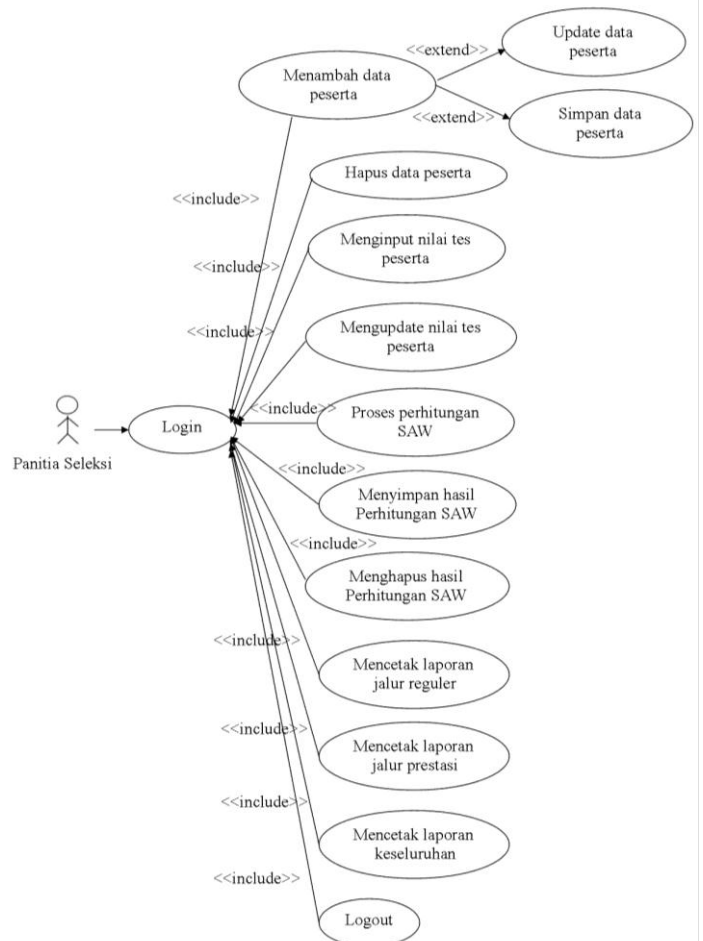 Update data
peserta
<<extend>>
Menambah data
peserta
<<extend>>
Simpan data
peserta
Hapus data peserta
<<include>>
Menginput nilai tes
peserta
<<include>>
<<include>>
Mengupdate nilai tes
peserta
<<include>>
Proses perhitungan
SAW
Login
Panitia Seleksi
<<include>>
Menyimpan hasil
Perhitungan SAW
<<include>>
Menghapus hasil
Perhitungan SAW
<<include>>
Mencetak laporan
jalur reguler
<<include>>
Mencetak laporan
jalur prestasi
<<include>>
Mencetak laporan
keseluruhan
<<include>>
Logout